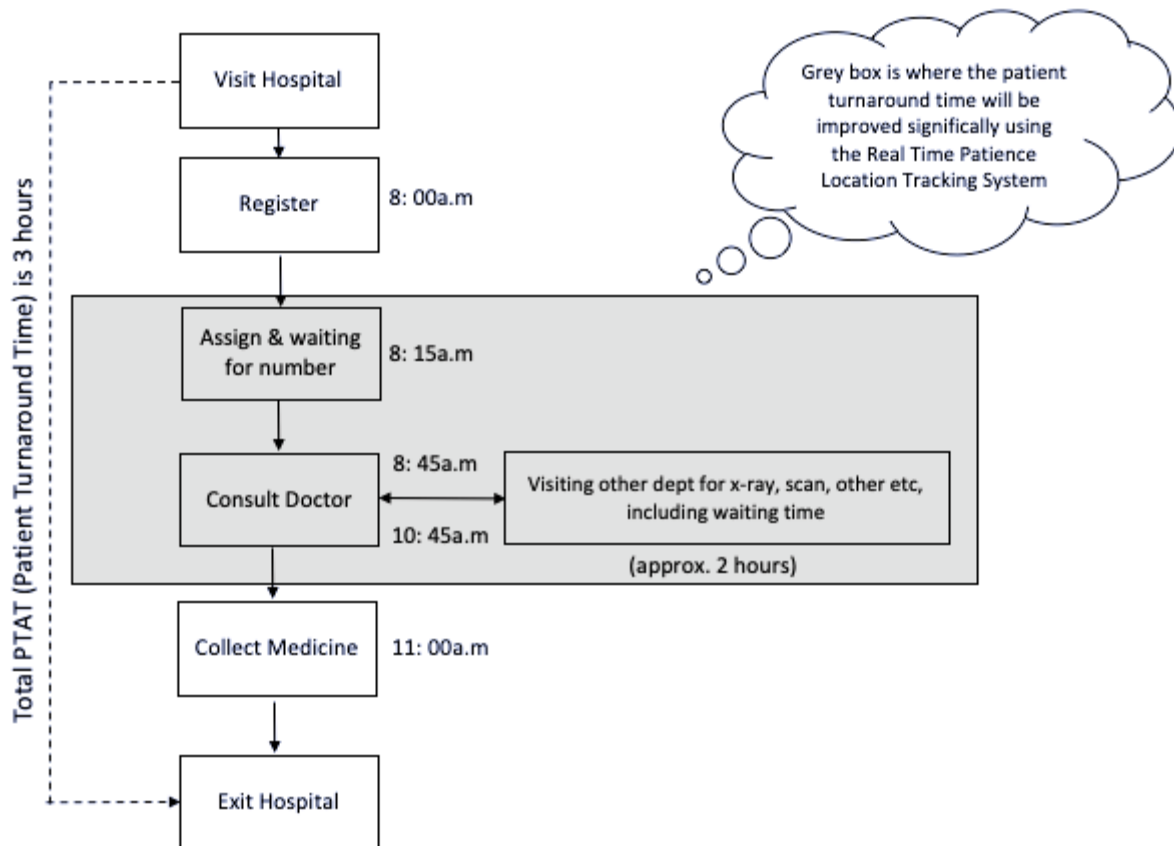 Visit Hospital
Grey box is where the patient
turnaround time will be
improved significally using
the Real Time Patience
Location Tracking System
Register
8: 00a.m
Total PTAT (Patient Turnaround Time) is 3 hours
Assign & waiting
for number
8: 15a.m
Consult Doctor
8: 45a.m
10: 45a.m
Visiting other dept for x-ray, scan, other etc,
including waiting time
(approx. 2 hours)
Collect Medicine
11: 00a.m
Exit Hospital